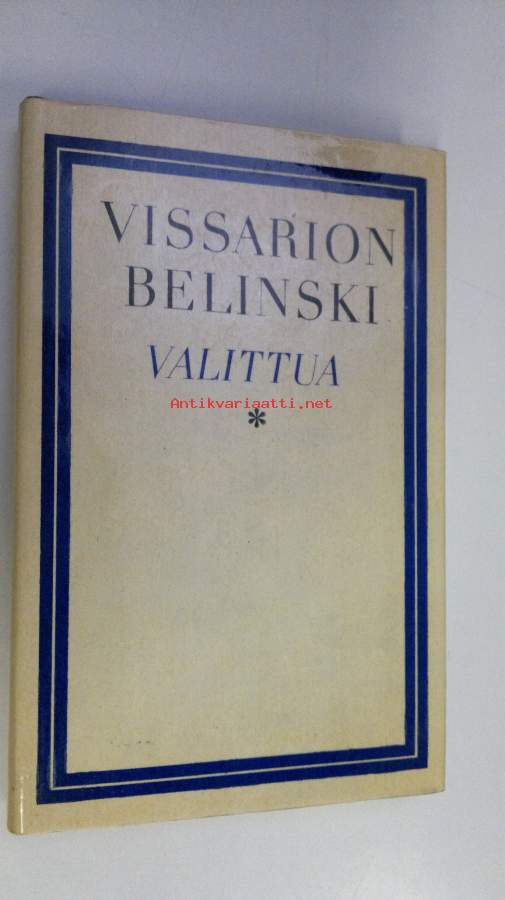 VISSARION
BELINSKI
VALITTUA
Antikvariaatti.net
*